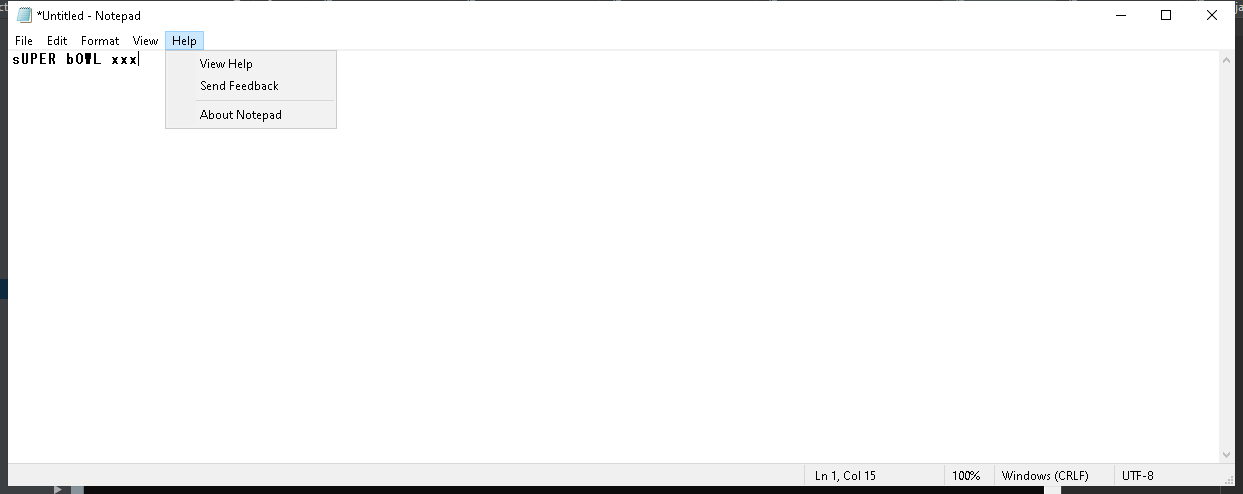 *Untitled - Notepad
File Edit Format View Help
sUPER bOWL xxx
View Help
Send Feedback
About Notepad
Ln 1, Col 15 100% Windows (CRLF) UTF-8